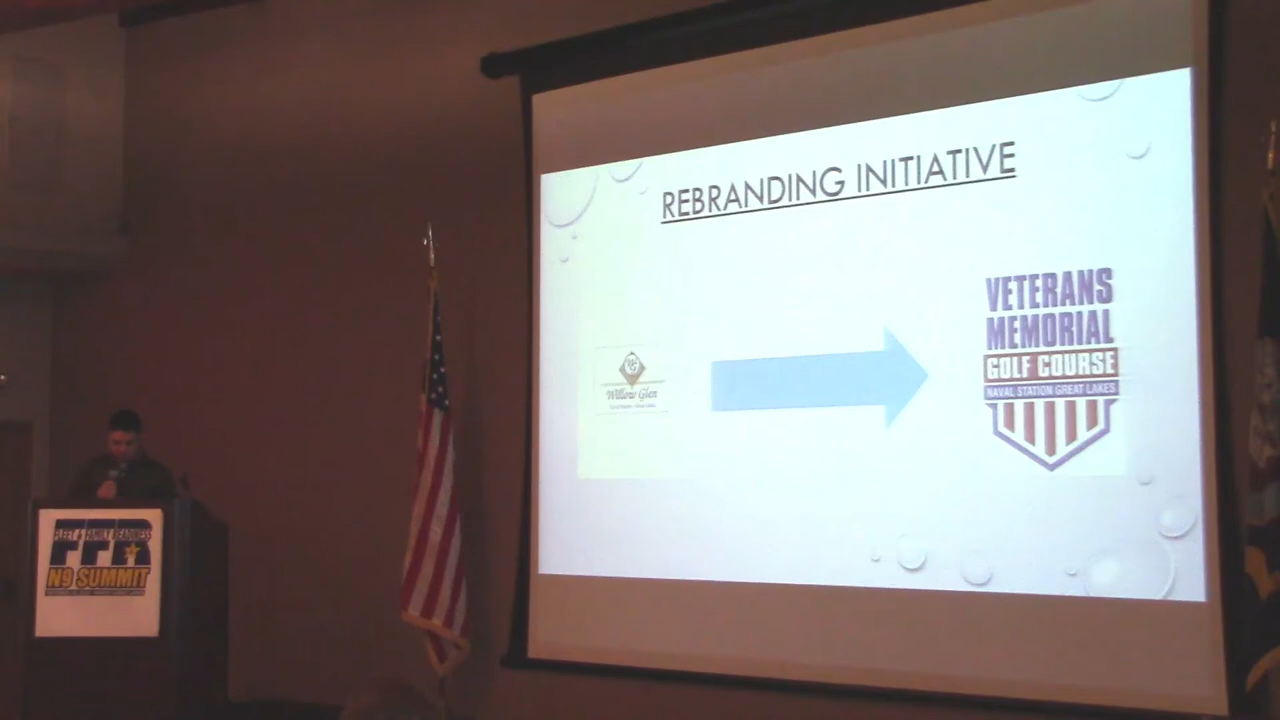 REBRANDING INITIATIVE
Willow Glen
VETERANS
MEMORIAL
GOLF COURSE
NAVAL STATION GREAT LAKES
FLEET & FAMILY READINESS
FFR
N9 SUMMIT